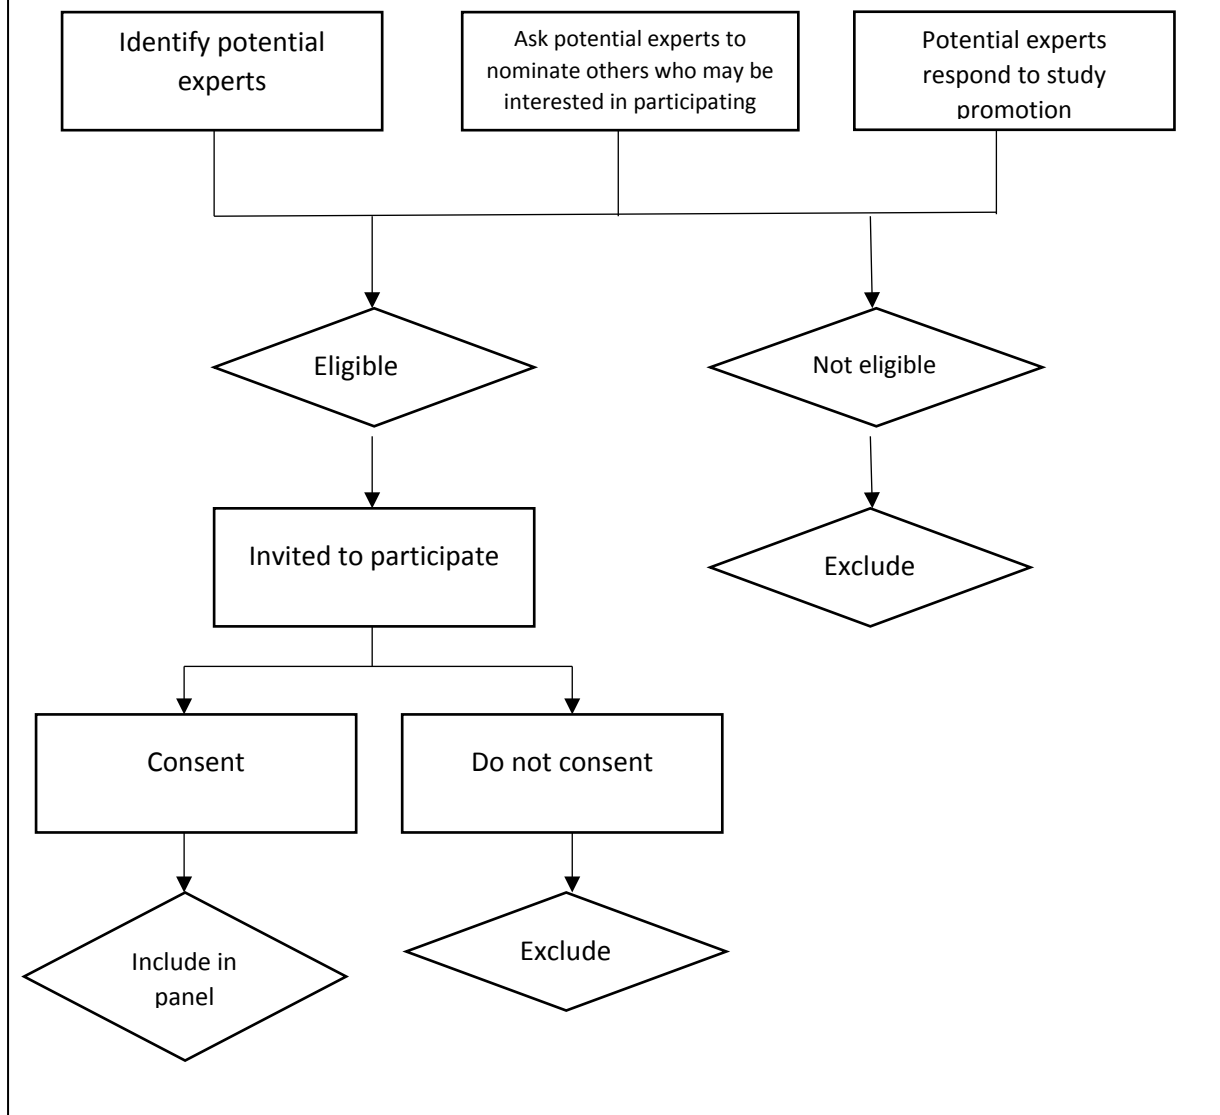 Identify potential
experts
Ask potential experts to
nominate others who may be
interested in participating
Potential experts
respond to study
promotion
Eligible
Not eligible
Invited to participate
Exclude
Consent
Do not consent
Include in
panel
Exclude